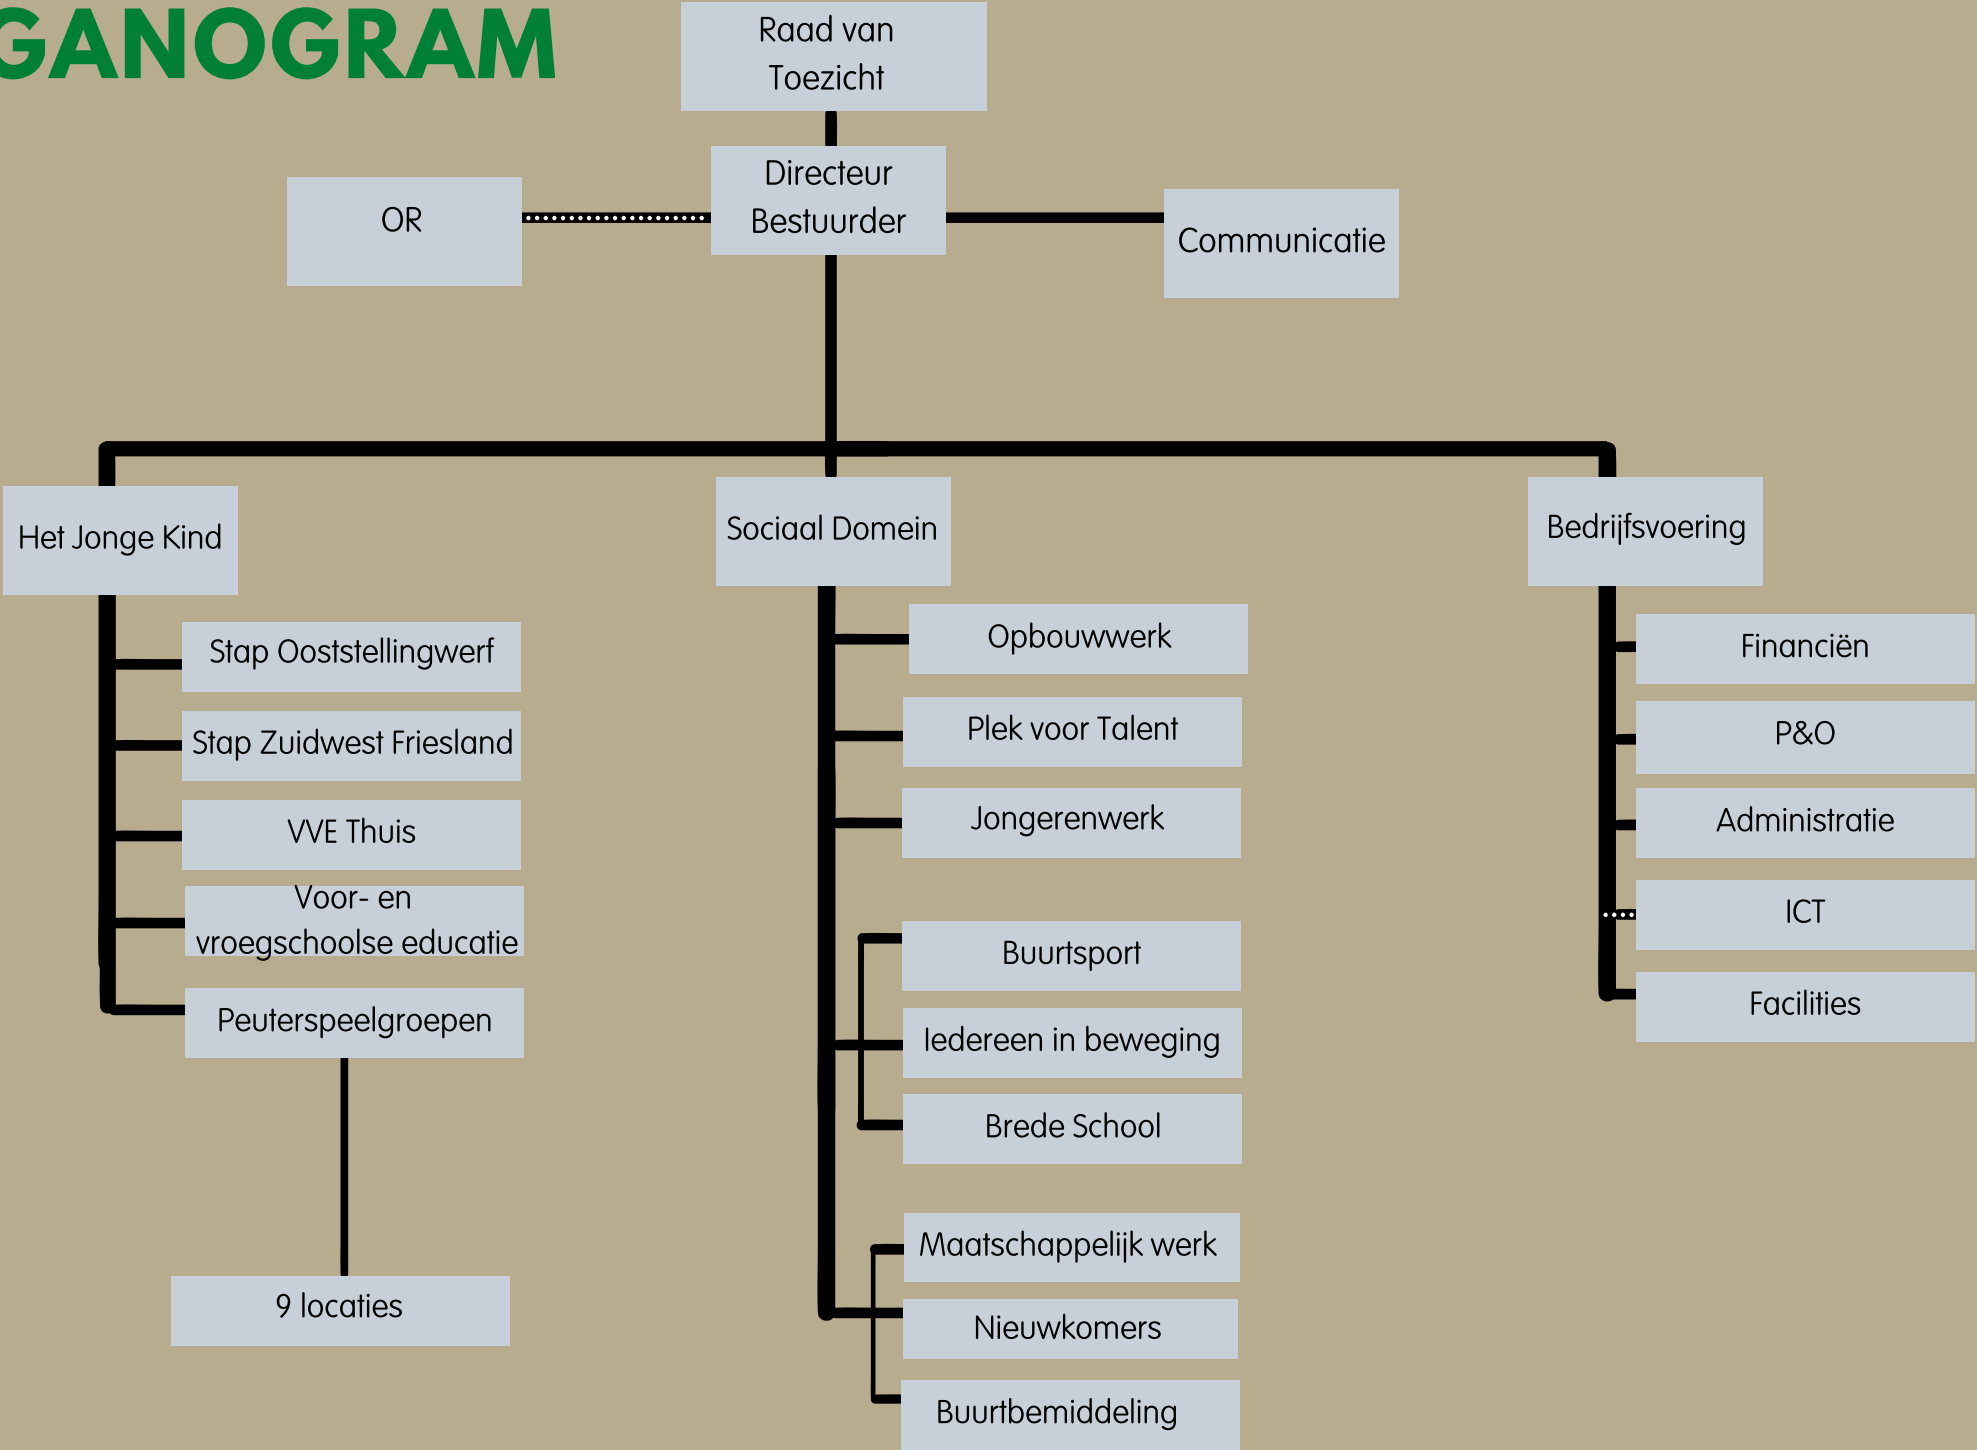 GANOGRAM
Raad van
Toezicht
Directeur
Bestuurder
OR
Communicatie
Het Jonge Kind
Stap Ooststellingwerf
Stap Zuidwest Friesland
VVE Thuis
Voor- en
vroegschoolse educatie
Peuterspeelgroepen
9 locaties
Sociaal Domein
Opbouwwerk
Plek voor Talent
Jongerenwerk
Buurtsport
Iedereen in beweging
Brede School
Maatschappelijk werk
Nieuwkomers
Buurtbemiddeling
Bedrijfsvoering
Financiën
P&O
Administratie
ICT
Facilities